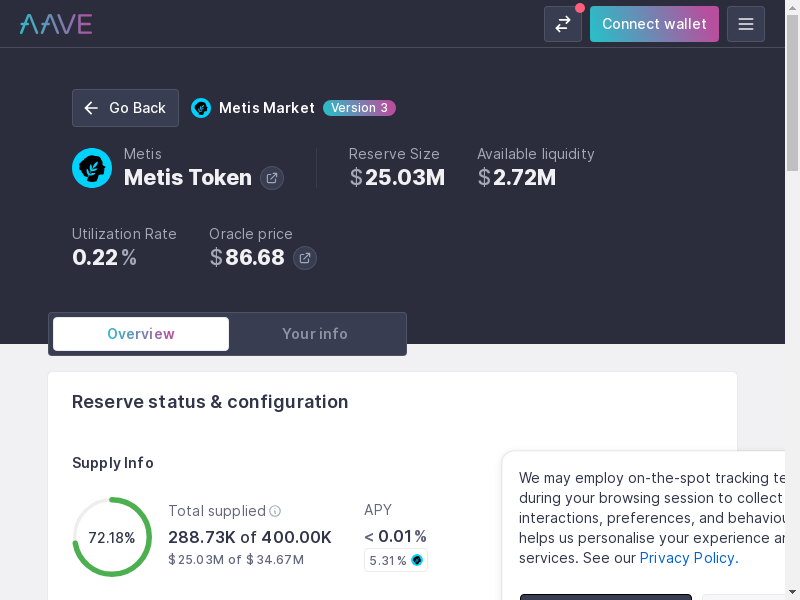 AAVE
Connect wallet
Go Back
Metis Market
Version 3
Metis
Metis Token
Reserve Size
$25.03M
Available liquidity
$2.72M
Utilization Rate
0.22%
Oracle price
$86.68
Overview
Your info
Reserve status & configuration
Supply Info
72.18%
Total supplied
288.73K of 400.00K
$25.03M of $34.67M
APY
< 0.01%
5.31%
We may employ on-the-spot tracking te
during your browsing session to collect
interactions, preferences, and behaviou
helps us personalise your experience an
services. See our Privacy Policy.